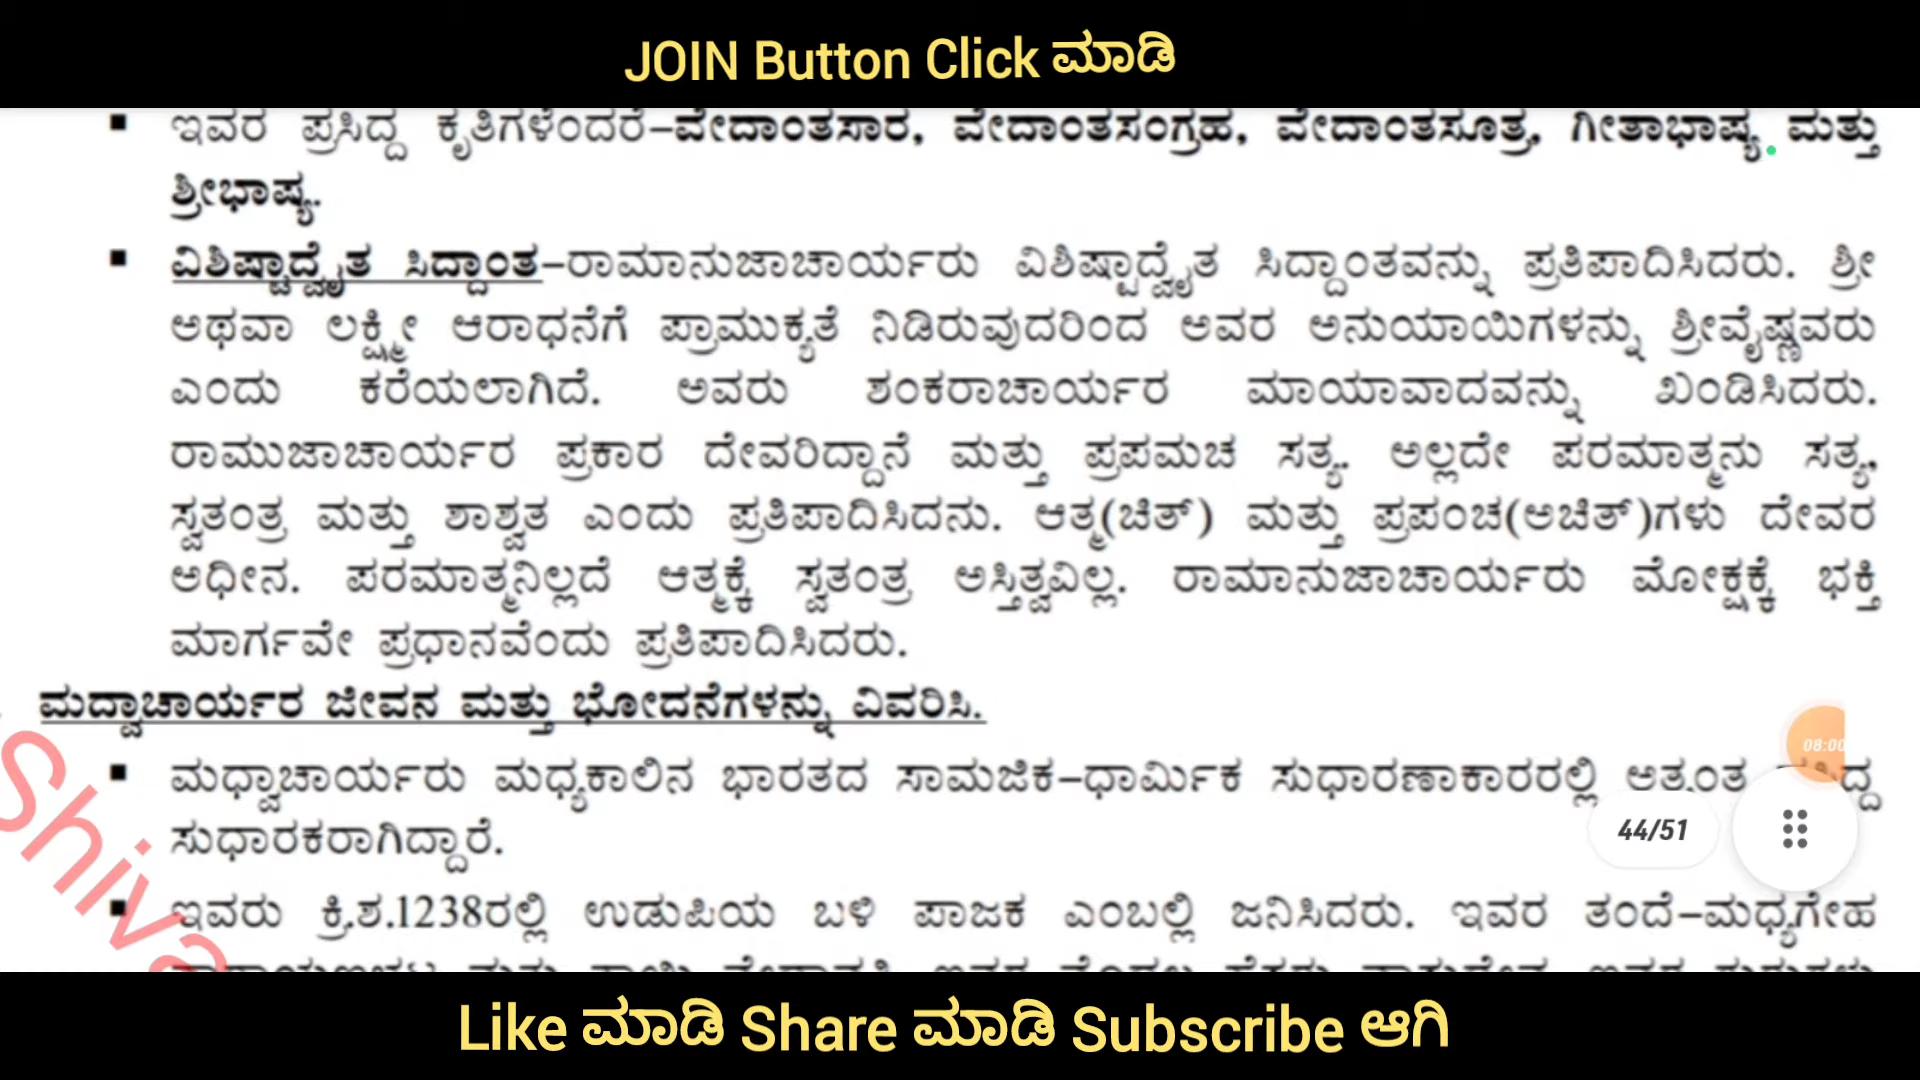 JOIN Button Click ಮಾಡಿ
▪ ಇವರ ಪ್ರಸಿದ್ದ ಕೃತಿಗಳೆಂದರೆ-ವೇದಾಂತಸಾರ, ವೇದಾಂತಸಂಗ್ರಹ, ವೇದಾಂತಸೂತ್ರ, ಗೀತಾಭಾಷ್ಯ ಮತ್ತು
ಶ್ರೀಭಾಷ್ಯ.
▪ ವಿಶಿಷ್ಟಾದ್ವೈತ ಸಿದ್ದಾಂತ-ರಾಮಾನುಜಾಚಾರ್ಯರು ವಿಶಿಷ್ಟಾದ್ವೈತ ಸಿದ್ದಾಂತವನ್ನು ಪ್ರತಿಪಾದಿಸಿದರು. ಶ್ರೀ
ಅಥವಾ ಲಕ್ಷ್ಮೀ ಆರಾಧನೆಗೆ ಪ್ರಾಮುಕ್ಯತೆ ನಿಡಿರುವುದರಿಂದ ಅವರ ಅನುಯಾಯಿಗಳನ್ನು ಶ್ರೀವೈಷ್ಣವರು
ಎಂದು ಕರೆಯಲಾಗಿದೆ. ಅವರು ಶಂಕರಾಚಾರ್ಯರ ಮಾಯಾವಾದವನ್ನು ಖಂಡಿಸಿದರು.
ರಾಮುಜಾಚಾರ್ಯರ ಪ್ರಕಾರ ದೇವರಿದ್ದಾನೆ ಮತ್ತು ಪ್ರಪಮಚ ಸತ್ಯ. ಅಲ್ಲದೇ ಪರಮಾತ್ಮನು ಸತ್ಯ,
ಸ್ವತಂತ್ರ ಮತ್ತು ಶಾಶ್ವತ ಎಂದು ಪ್ರತಿಪಾದಿಸಿದನು. ಆತ್ಮ(ಚಿತ್) ಮತ್ತು ಪ್ರಪಂಚ(ಅಚಿತ್)ಗಳು ದೇವರ
ಅಧೀನ. ಪರಮಾತ್ಮನಿಲ್ಲದೆ ಆತ್ಮಕ್ಕೆ ಸ್ವತಂತ್ರ ಅಸ್ತಿತ್ವವಿಲ್ಲ. ರಾಮಾನುಜಾಚಾರ್ಯರು ಮೋಕ್ಷಕ್ಕೆ ಭಕ್ತಿ
ಮಾರ್ಗವೇ ಪ್ರಧಾನವೆಂದು ಪ್ರತಿಪಾದಿಸಿದರು.
ಮದ್ವಾಚಾರ್ಯರ ಜೀವನ ಮತ್ತು ಭೋದನೆಗಳನ್ನು ವಿವರಿಸಿ.
▪ ಮಧ್ವಾಚಾರ್ಯರು ಮಧ್ಯಕಾಲಿನ ಭಾರತದ ಸಾಮಜಿಕ-ಧಾರ್ಮಿಕ ಸುಧಾರಣಾಕಾರರಲ್ಲಿ ಅತ್ಯಂತ
ಸುಧಾರಕರಾಗಿದ್ದಾರೆ.
▪ ಇವರು ಕ್ರಿ.ಶ.1238ರಲ್ಲಿ ಉಡುಪಿಯ ಬಳಿ ಪಾಜಕ ಎಂಬಲ್ಲಿ ಜನಿಸಿದರು. ಇವರ ತಂದೆ-ಮಧ್ಯಗೇಹ
08:00
44/51
Shiva
Like ಮಾಡಿ Share ಮಾಡಿ Subscribe ಆಗಿ